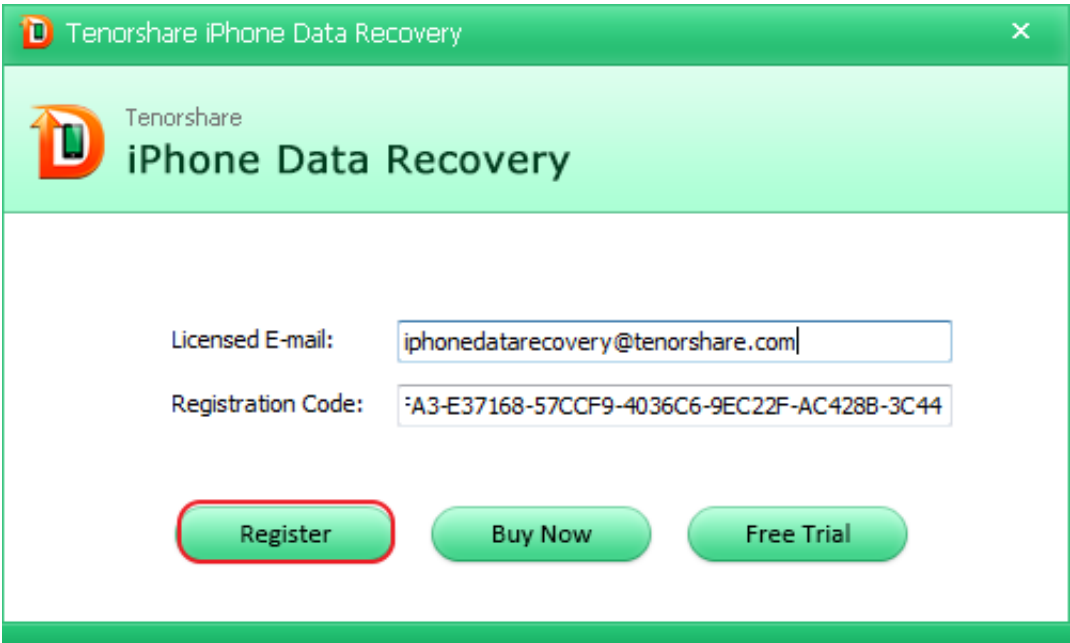 Tenorshare iPhone Data Recovery
Tenorshare
iPhone Data Recovery
Licensed E-mail: iphonedatarecovery@tenorshare.com
Registration Code: FA3-E37168-57CCF9-4036C6-9EC22F-AC428B-3C44
Register Buy Now Free Trial